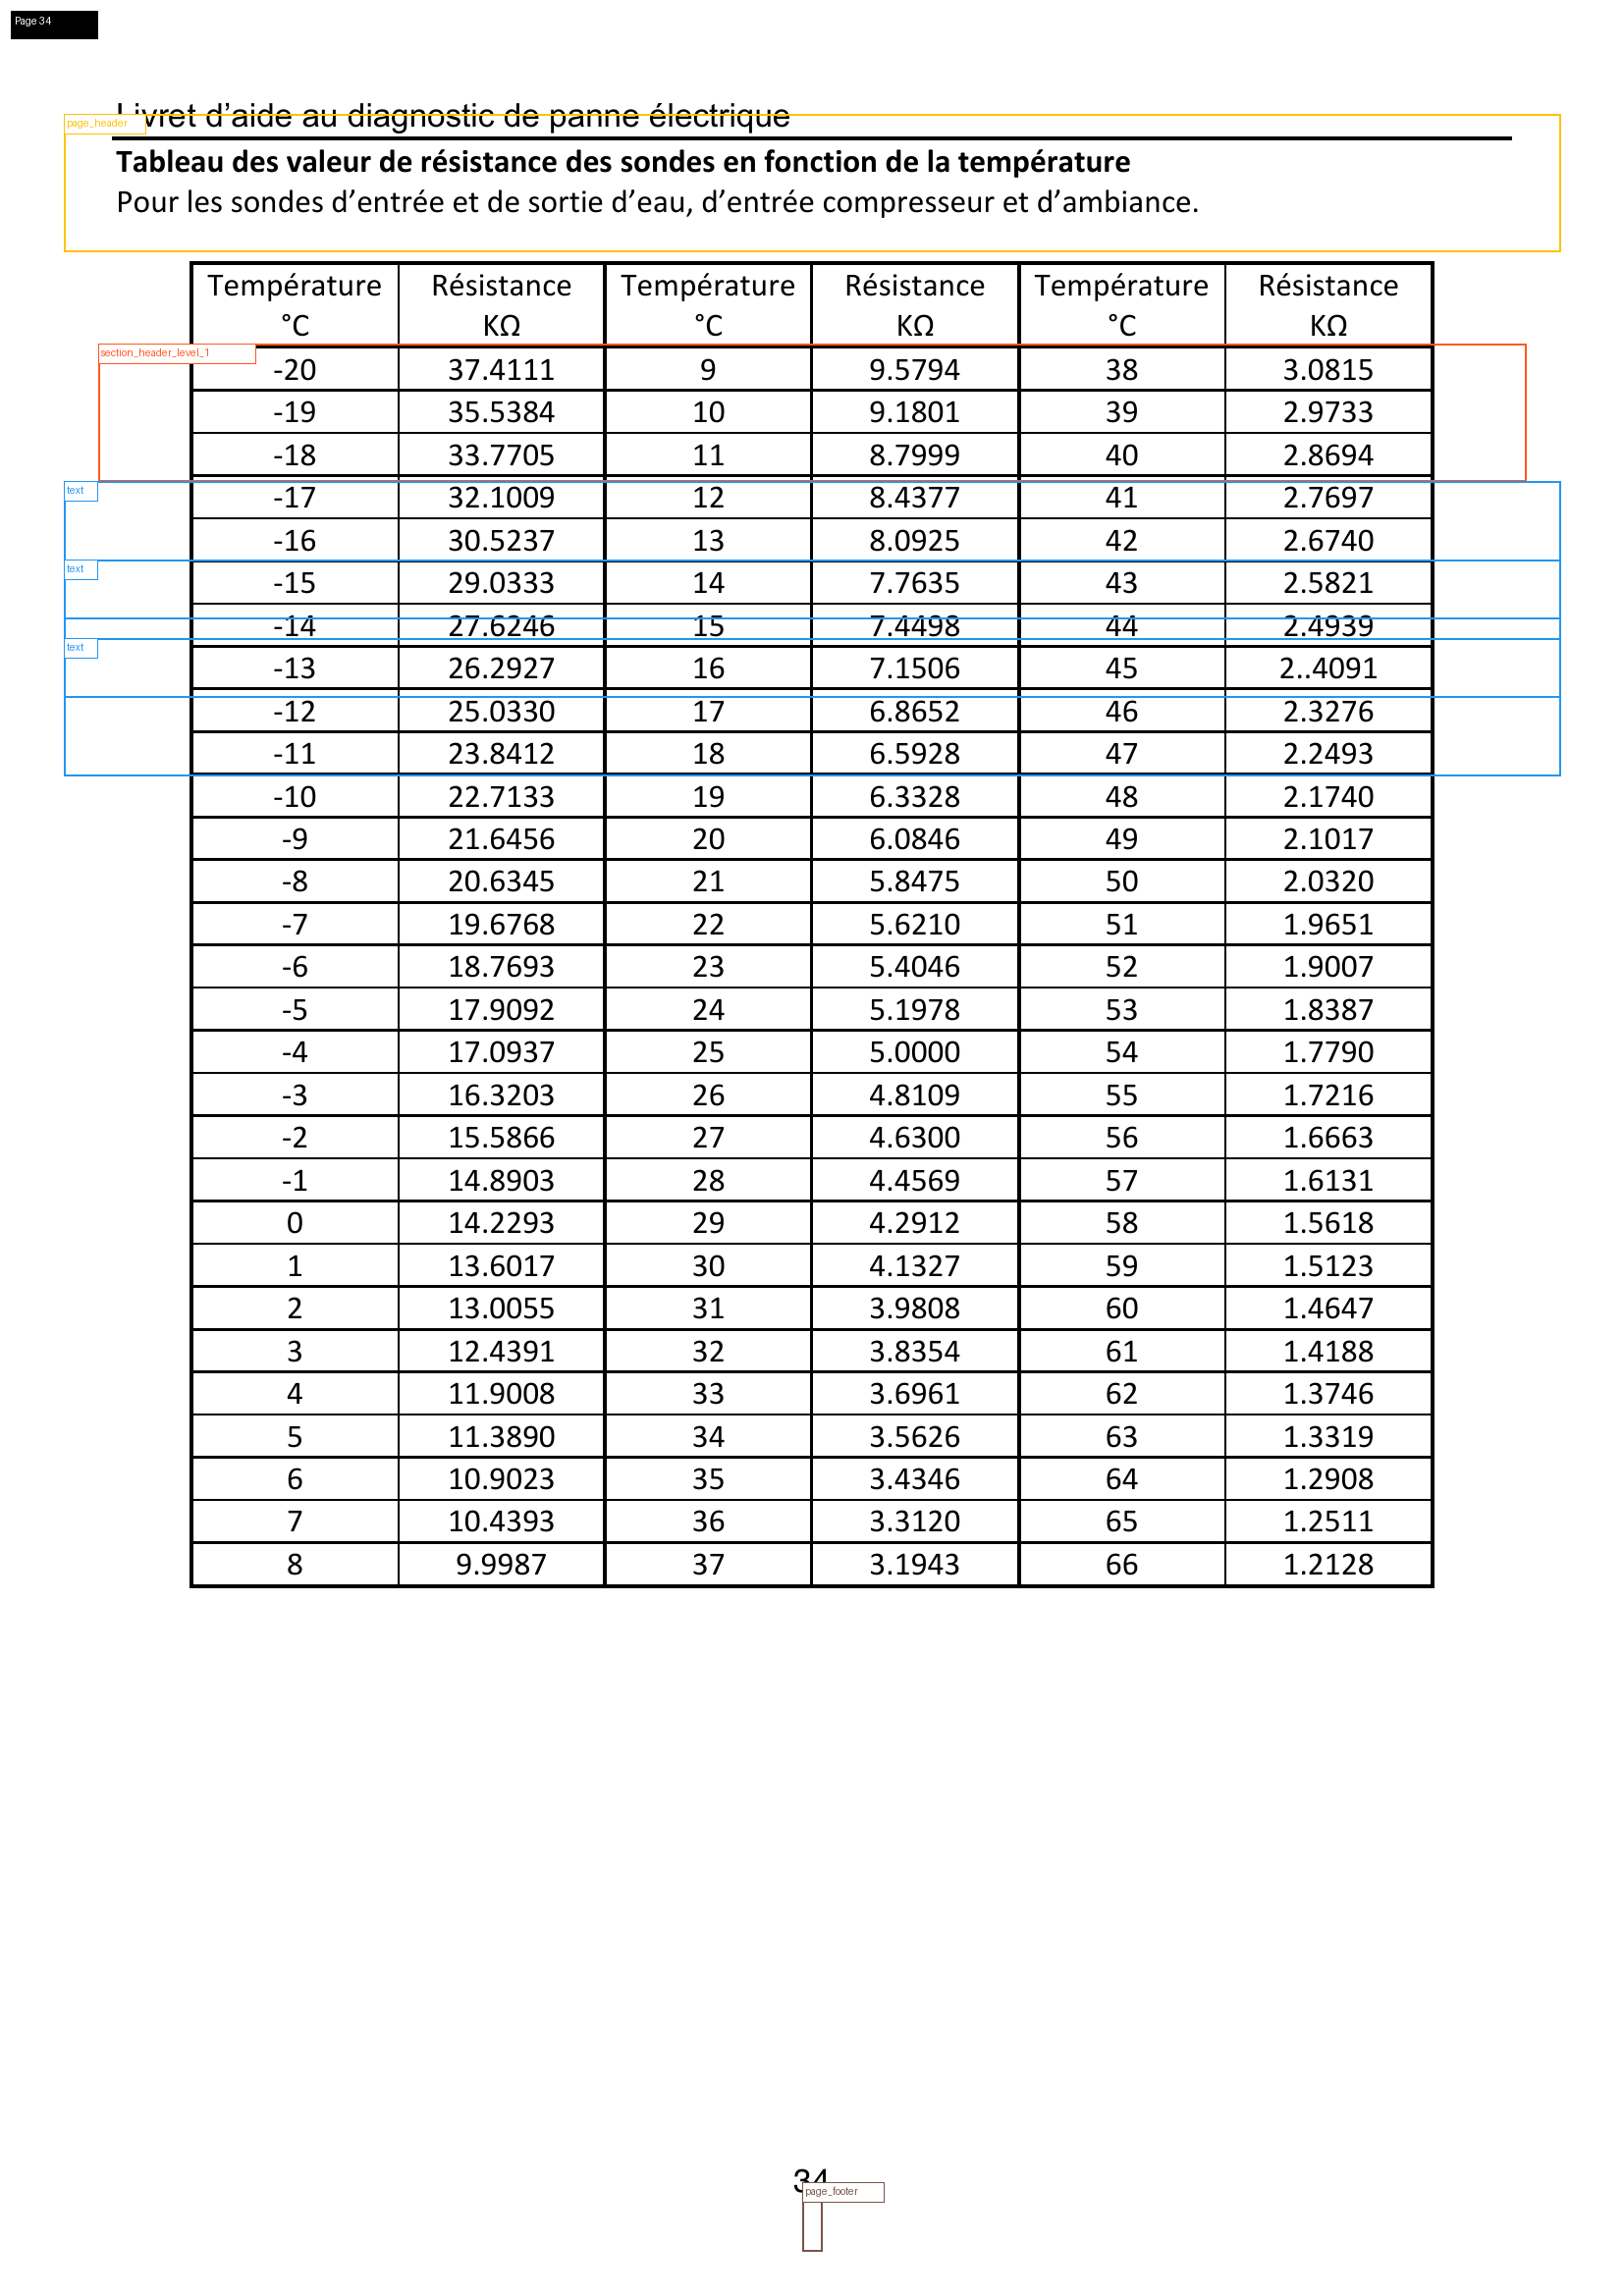 Page 34
Livret d’aide au diagnostic de panne électrique
page_header
Tableau des valeur de résistance des sondes en fonction de la température
Pour les sondes d’entrée et de sortie d’eau, d’entrée compresseur et d’ambiance.
Température °C Résistance KΩ Température °C Résistance KΩ Température °C Résistance KΩ
section_header_level_1
-20 37.4111 9 9.5794 38 3.0815
-19 35.5384 10 9.1801 39 2.9733
-18 33.7705 11 8.7999 40 2.8694
text
-17 32.1009 12 8.4377 41 2.7697
-16 30.5237 13 8.0925 42 2.6740
text
-15 29.0333 14 7.7635 43 2.5821
-14 27.6246 15 7.4498 44 2.4939
text
-13 26.2927 16 7.1506 45 2..4091
-12 25.0330 17 6.8652 46 2.3276
-11 23.8412 18 6.5928 47 2.2493
-10 22.7133 19 6.3328 48 2.1740
-9 21.6456 20 6.0846 49 2.1017
-8 20.6345 21 5.8475 50 2.0320
-7 19.6768 22 5.6210 51 1.9651
-6 18.7693 23 5.4046 52 1.9007
-5 17.9092 24 5.1978 53 1.8387
-4 17.0937 25 5.0000 54 1.7790
-3 16.3203 26 4.8109 55 1.7216
-2 15.5866 27 4.6300 56 1.6663
-1 14.8903 28 4.4569 57 1.6131
0 14.2293 29 4.2912 58 1.5618
1 13.6017 30 4.1327 59 1.5123
2 13.0055 31 3.9808 60 1.4647
3 12.4391 32 3.8354 61 1.4188
4 11.9008 33 3.6961 62 1.3746
5 11.3890 34 3.5626 63 1.3319
6 10.9023 35 3.4346 64 1.2908
7 10.4393 36 3.3120 65 1.2511
8 9.9987 37 3.1943 66 1.2128
34
page_footer